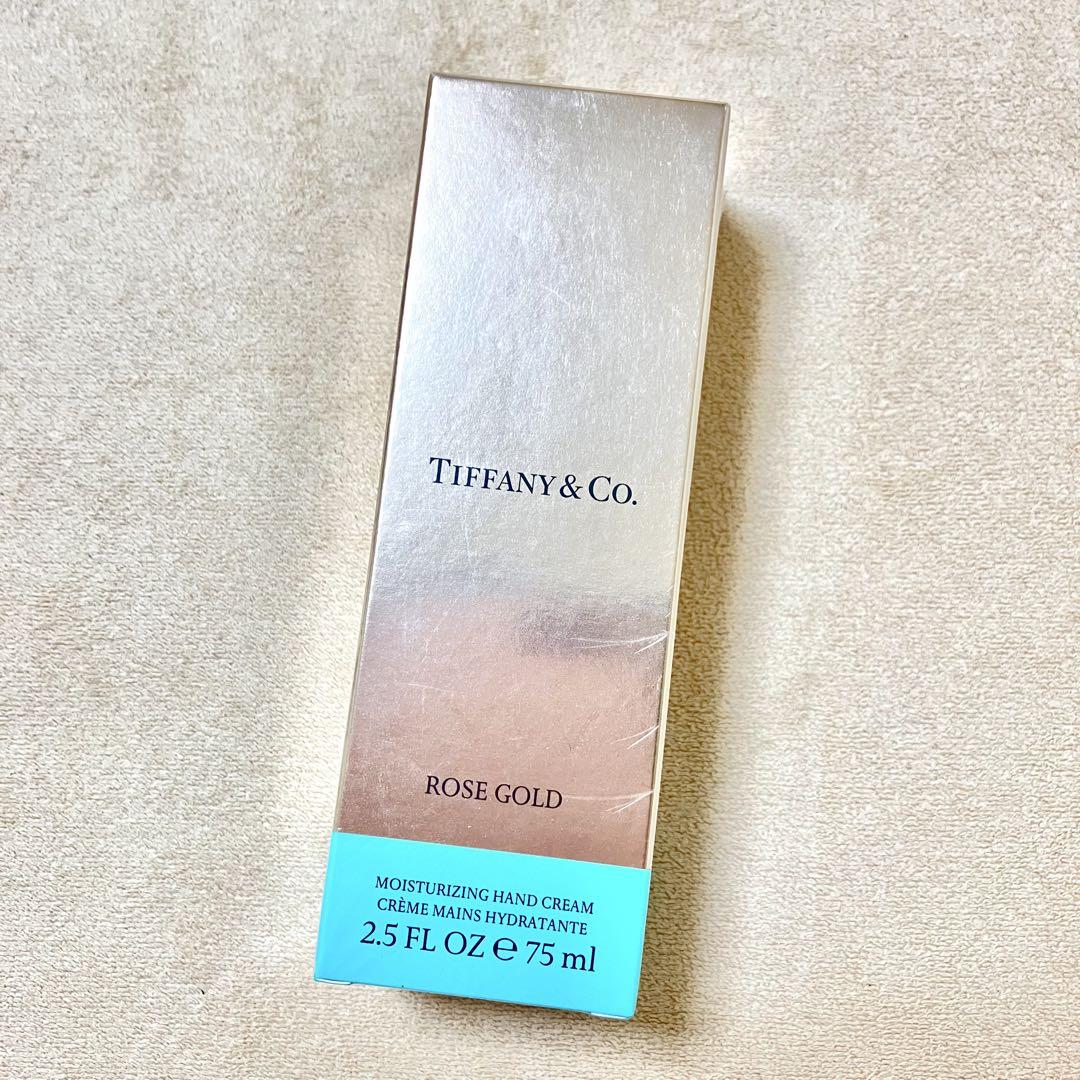 TIFFANY & CO.
ROSE GOLD
MOISTURIZING HAND CREAM
CRÈME MAINS HYDRATANTE
2.5 FL OZ ℮ 75 ml